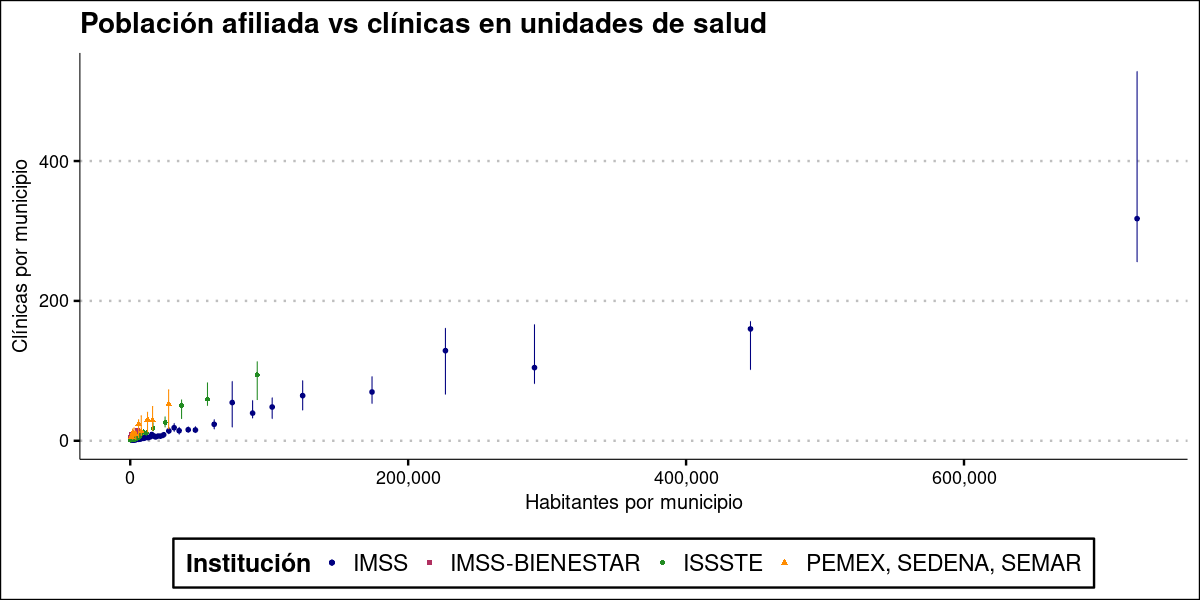 Población afiliada vs clínicas en unidades de salud
Clínicas por municipio
400
200
0
0 200,000 400,000 600,000
Habitantes por municipio
Institución IMSS IMSS-BIENESTAR ISSSTE PEMEX, SEDENA, SEMAR